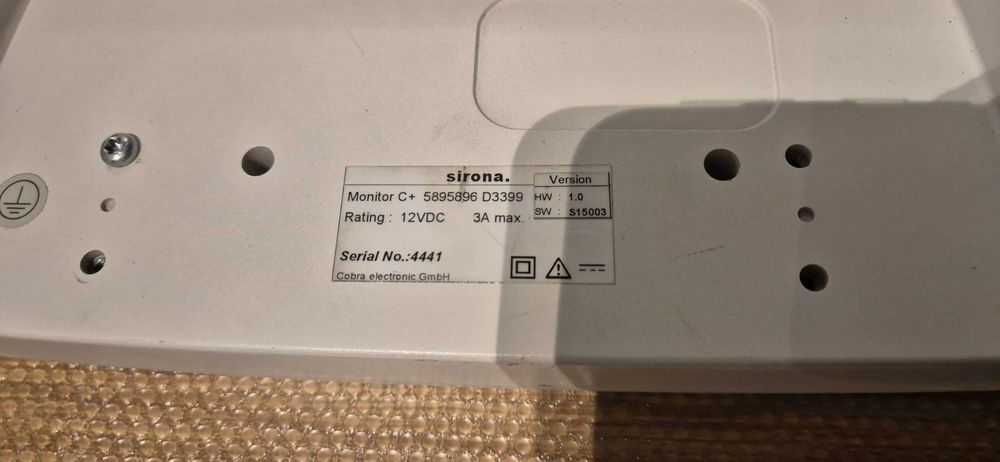 sirona.
Monitor C+ 5895896 D3399
Rating : 12VDC 3A max.
Version
HW : 1.0
SW : S15003
Serial No.:4441
Cobra electronic GmbH